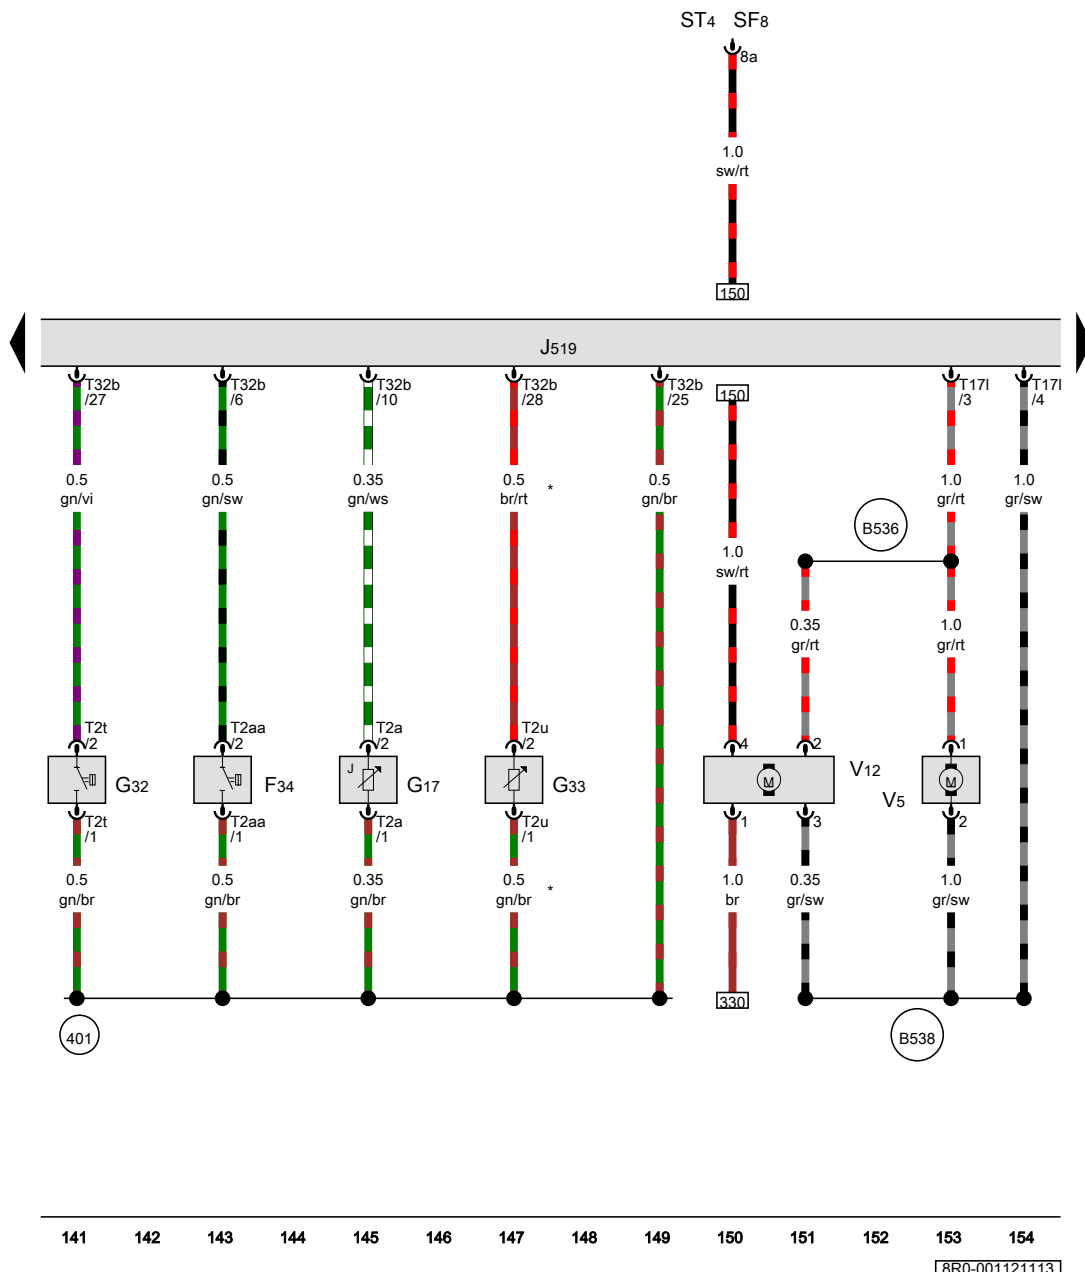 ST4 SF8
8a
1.0
sw/rt
150
J519
T32b
/27
T32b
/6
T32b
/10
T32b
/28
T32b
/25
150
T17l
/3
T17l
/4
0.5
gn/vi
0.5
gn/sw
0.35
gn/ws
0.5
br/rt *
0.5
gn/br
1.0
gr/rt
1.0
gr/sw
B536
1.0
sw/rt
0.35
gr/rt
1.0
gr/rt
T2t
/2
T2aa
/2
T2a
/2
T2u
/2
4
2
1
G32
F34
J
G17
G33
M
V12
V5
M
T2t
/1
T2aa
/1
T2a
/1
T2u
/1
1
3
2
0.5
gn/br
0.5
gn/br
0.35
gn/br
0.5
gn/br *
1.0
br
0.35
gr/sw
1.0
gr/sw
330
401
B538
141 142 143 144 145 146 147 148 149 150 151 152 153 154
8R0-001121113